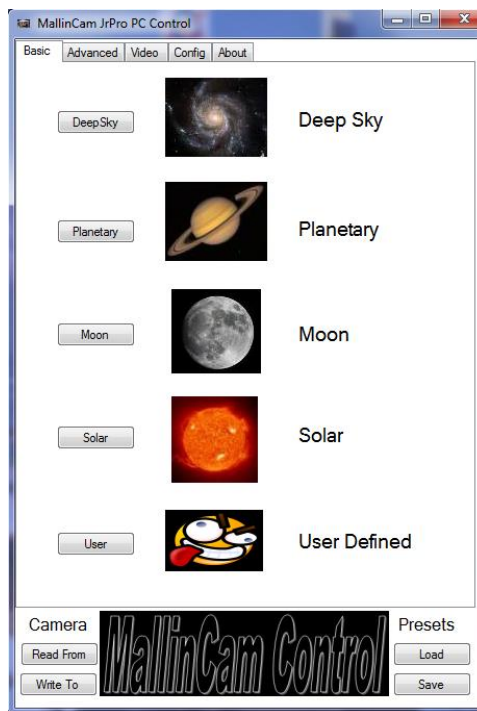 MallinCam JrPro PC Control
Basic Advanced Video Config About
DeepSky Deep Sky
Planetary Planetary
Moon Moon
Solar Solar
User User Defined
Camera MallinCam Control Presets
Read From Load
Write To Save